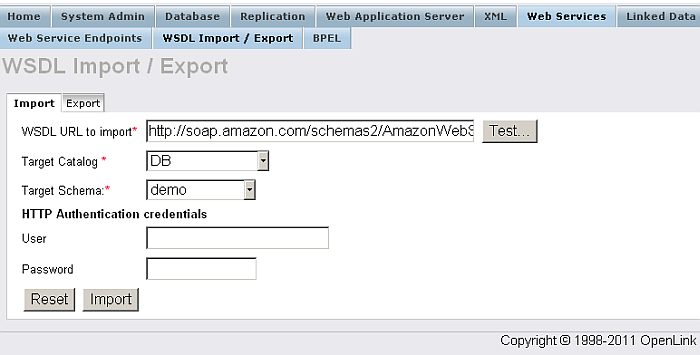 Home System Admin Database Replication Web Application Server XML Web Services Linked Data
Web Service Endpoints WSDL Import / Export BPEL
WSDL Import / Export
Import Export
WSDL URL to import* http://soap.amazon.com/schemas2/AmazonWebS Test...
Target Catalog * DB
Target Schema:* demo
HTTP Authentication credentials
User
Password
Reset Import
Copyright © 1998-2011 OpenLink